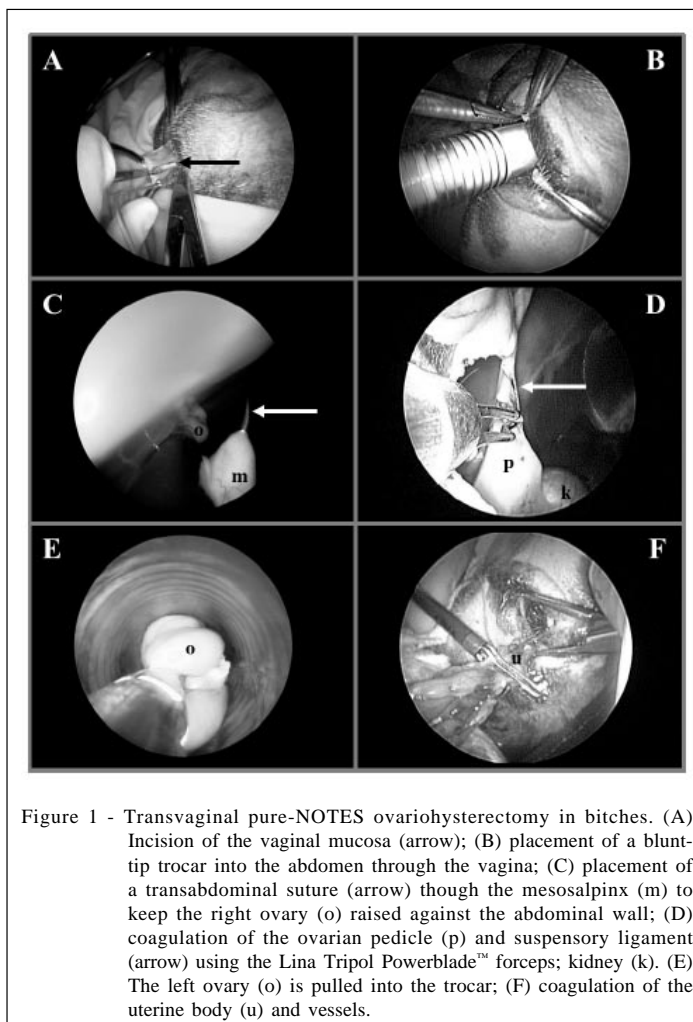 A
B
C
o
m
D
p
k
E
o
F
u
Figure 1 - Transvaginal pure-NOTES ovariohysterectomy in bitches. (A)
Incision of the vaginal mucosa (arrow); (B) placement of a blunt-
tip trocar into the abdomen through the vagina; (C) placement of
a transabdominal suture (arrow) though the mesosalpinx (m) to
keep the right ovary (o) raised against the abdominal wall; (D)
coagulation of the ovarian pedicle (p) and suspensory ligament
(arrow) using the Lina Tripol Powerblade™ forceps; kidney (k). (E)
The left ovary (o) is pulled into the trocar; (F) coagulation of the
uterine body (u) and vessels.